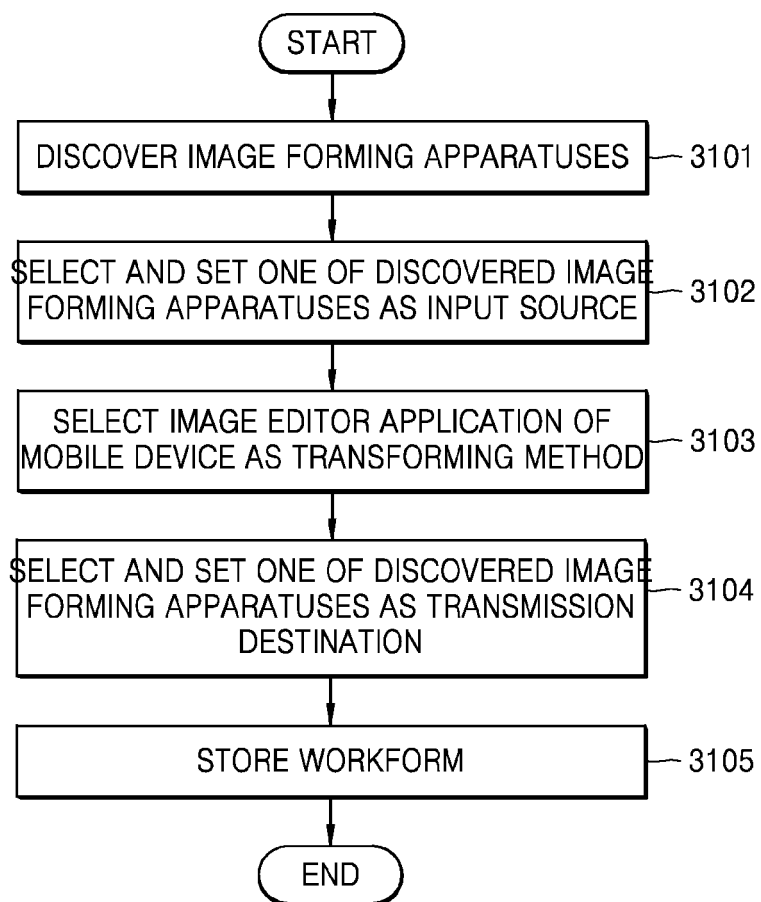 START
DISCOVER IMAGE FORMING APPARATUSES
3101
SELECT AND SET ONE OF DISCOVERED IMAGE
FORMING APPARATUSES AS INPUT SOURCE
3102
SELECT IMAGE EDITOR APPLICATION OF
MOBILE DEVICE AS TRANSFORMING METHOD
3103
SELECT AND SET ONE OF DISCOVERED IMAGE
FORMING APPARATUSES AS TRANSMISSION
DESTINATION
3104
STORE WORKFORM
3105
END